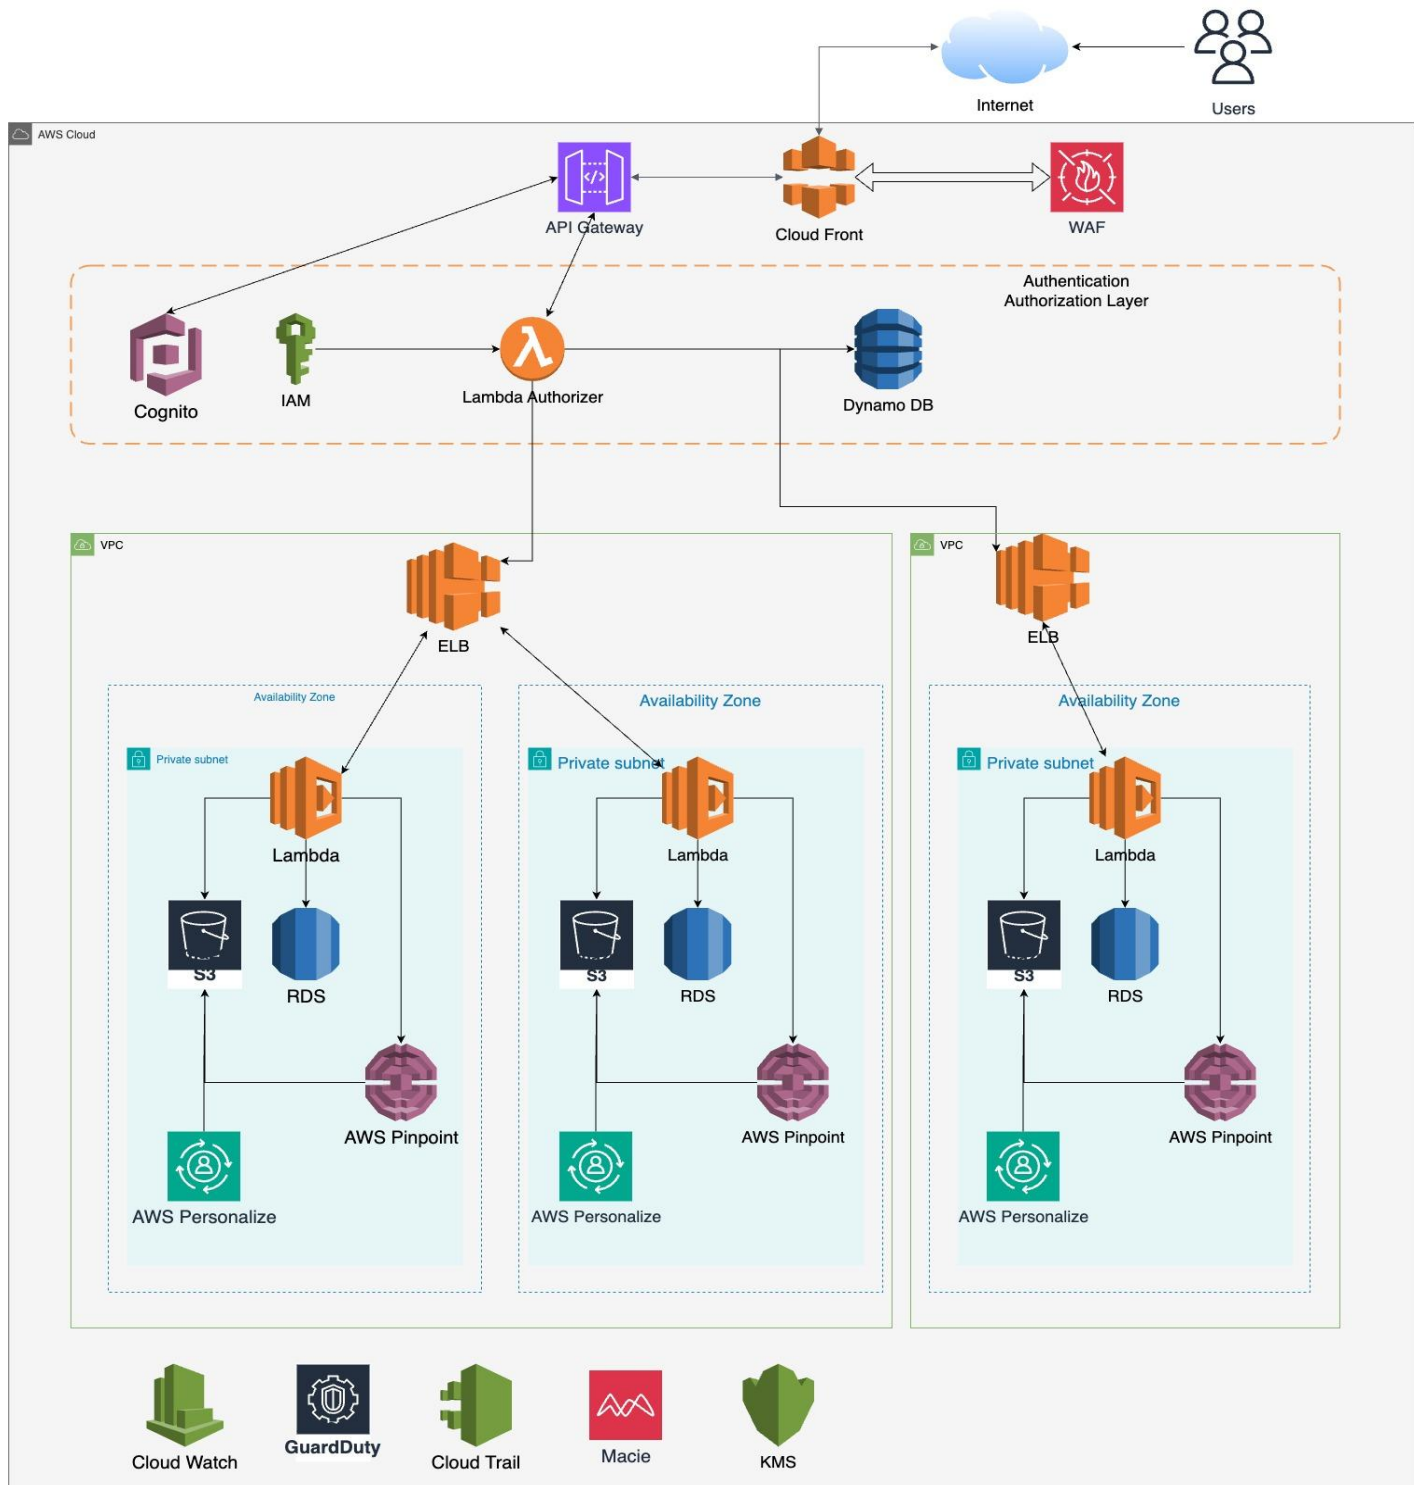 Internet
Users
AWS Cloud
API Gateway
Cloud Front
WAF
Authentication
Authorization Layer
Cognito
IAM
Lambda Authorizer
Dynamo DB
VPC
VPC
ELB
ELB
Availability Zone
Availability Zone
Availability Zone
Private subnet
Private subnet
Private subnet
Lambda
Lambda
Lambda
S3
RDS
S3
RDS
S3
RDS
AWS Pinpoint
AWS Pinpoint
AWS Pinpoint
AWS Personalize
AWS Personalize
AWS Personalize
Cloud Watch
GuardDuty
Cloud Trail
Macie
KMS